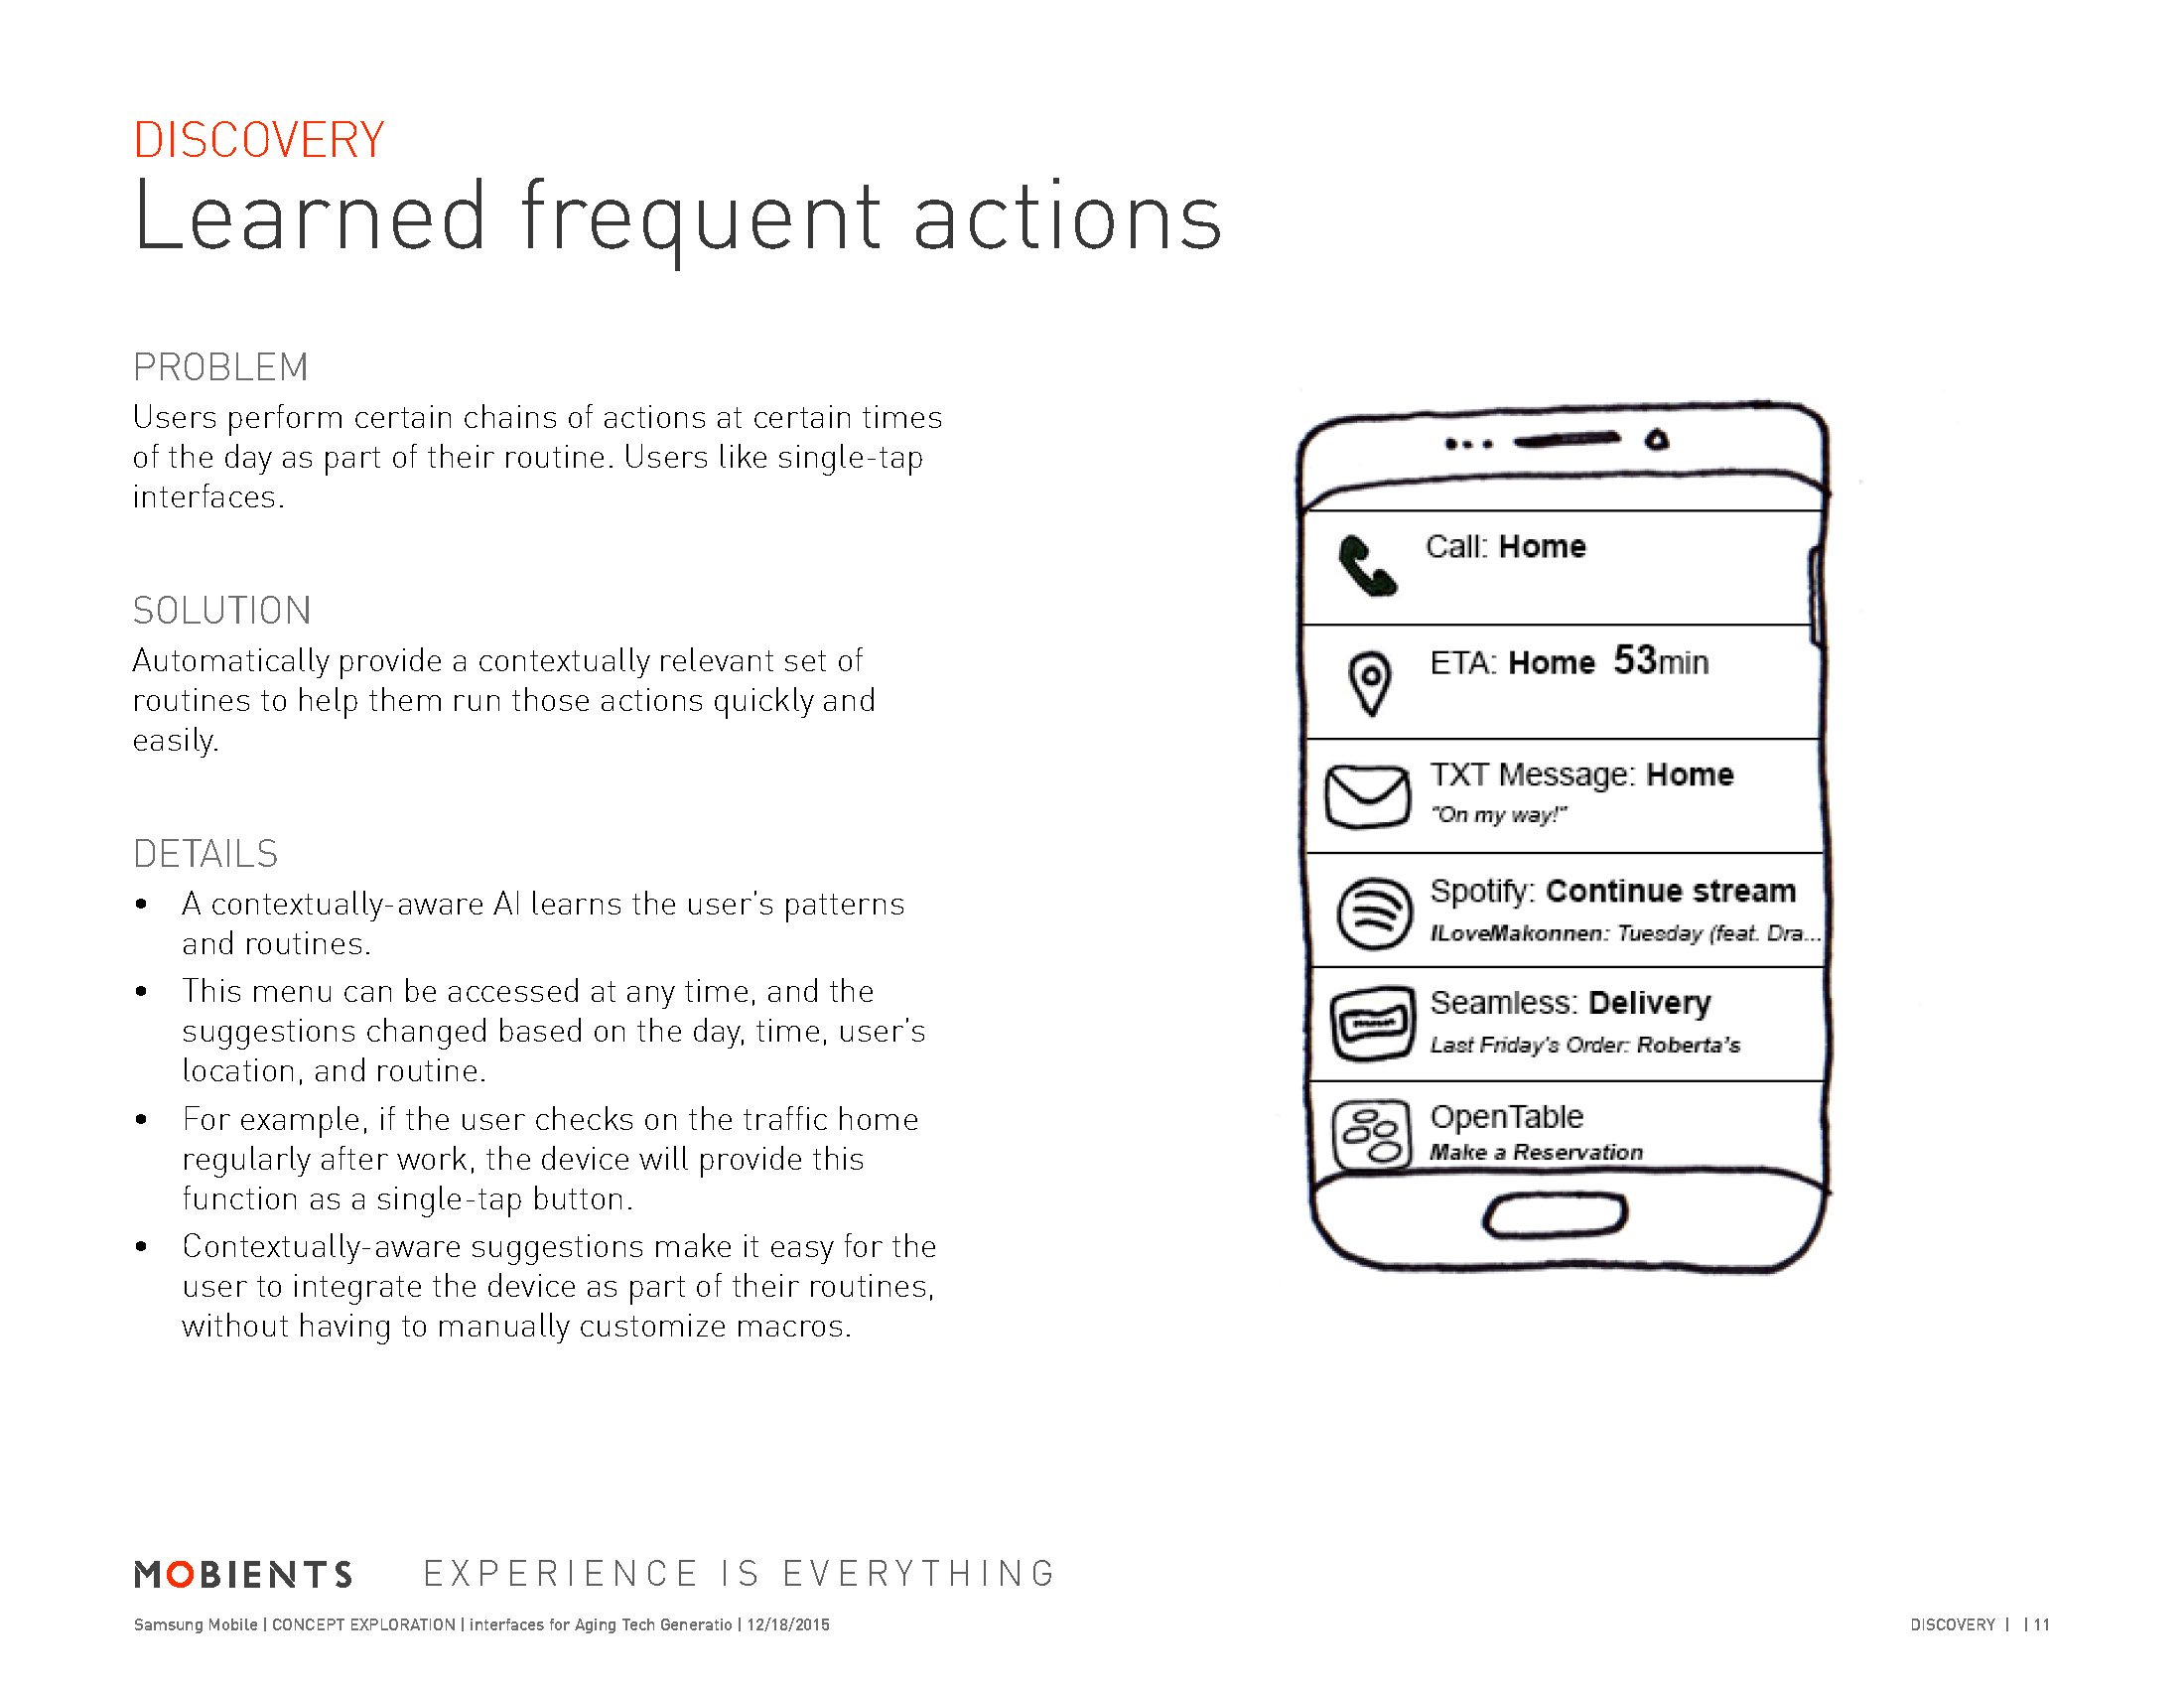 DISCOVERY
Learned frequent actions
PROBLEM
Users perform certain chains of actions at certain times
of the day as part of their routine. Users like single-tap
interfaces.
SOLUTION
Automatically provide a contextually relevant set of
routines to help them run those actions quickly and
easily.
DETAILS
• A contextually-aware AI learns the user's patterns
and routines.
• This menu can be accessed at any time, and the
suggestions changed based on the day, time, user's
location, and routine.
• For example, if the user checks on the traffic home
regularly after work, the device will provide this
function as a single-tap button.
• Contextually-aware suggestions make it easy for the
user to integrate the device as part of their routines,
without having to manually customize macros.
Call: Home
ETA: Home 53min
TXT Message: Home
"On my way!"
Spotify: Continue stream
ILoveMakonnen: Tuesday (feat. Dra...
Seamless: Delivery
Last Friday's Order: Roberta's
OpenTable
Make a Reservation
MOBIENTS EXPERIENCE IS EVERYTHING
Samsung Mobile | CONCEPT EXPLORATION | interfaces for Aging Tech Generatio | 12/18/2015
DISCOVERY | | 11